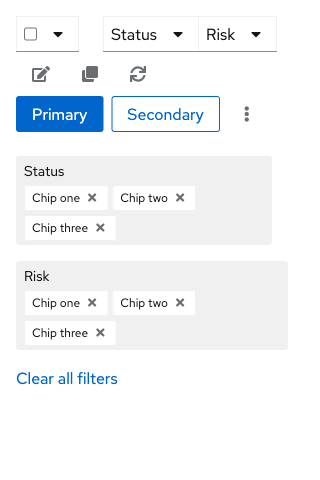 Status Risk
Primary Secondary
Status
Chip one Chip two
Chip three
Risk
Chip one Chip two
Chip three
Clear all filters